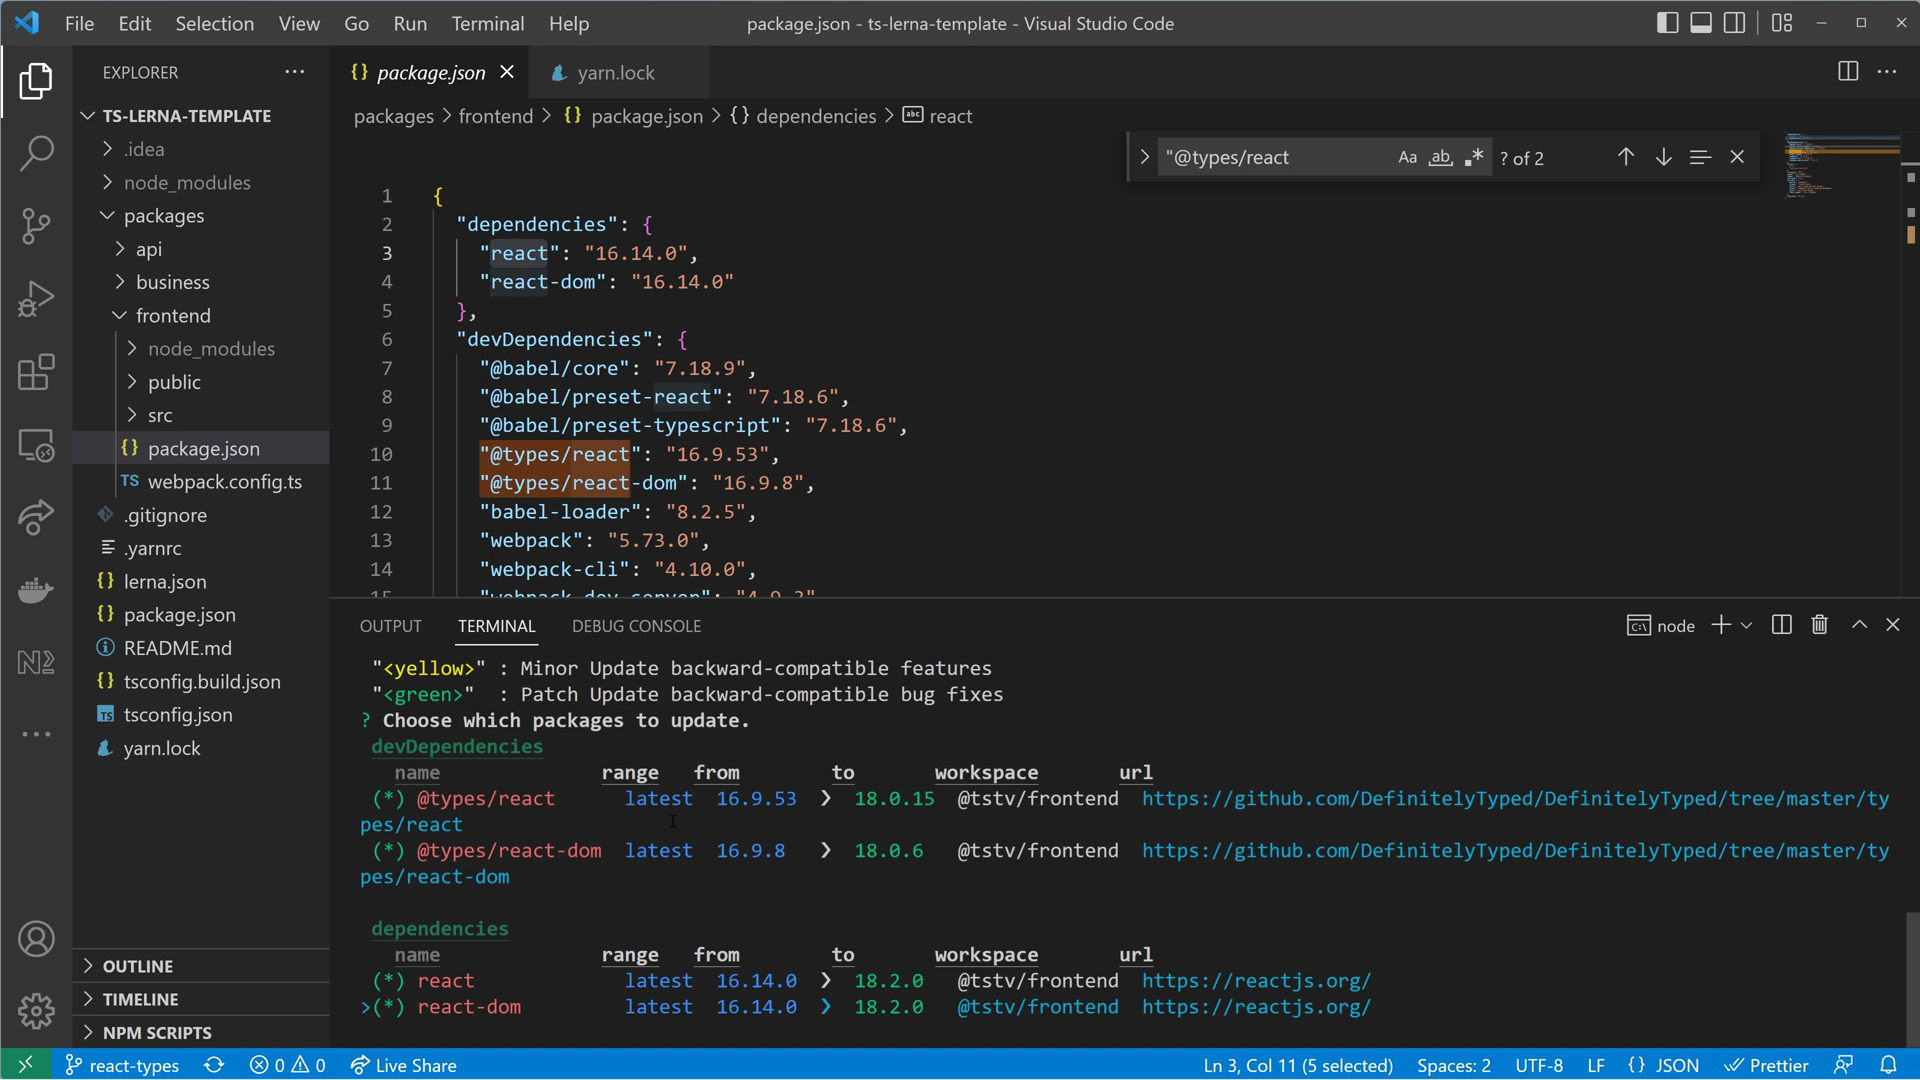 File Edit Selection View Go Run Terminal Help package.json - ts-lerna-template - Visual Studio Code
EXPLORER ···
{} package.json yarn.lock
TS-LERNA-TEMPLATE
.idea
node_modules
packages
api
business
frontend
node_modules
public
src
{} package.json
TS webpack.config.ts
.gitignore
.yarnrc
{} lerna.json
{} package.json
README.md
{} tsconfig.build.json
TS tsconfig.json
yarn.lock
OUTLINE
TIMELINE
NPM SCRIPTS
packages > frontend > {} package.json > {} dependencies > abc react
"@types/react Aa ab .* ? of 2
1 {
2 "dependencies": {
3 "react": "16.14.0",
4 "react-dom": "16.14.0"
5 },
6 "devDependencies": {
7 "@babel/core": "7.18.9",
8 "@babel/preset-react": "7.18.6",
9 "@babel/preset-typescript": "7.18.6",
10 "@types/react": "16.9.53",
11 "@types/react-dom": "16.9.8",
12 "babel-loader": "8.2.5",
13 "webpack": "5.73.0",
14 "webpack-cli": "4.10.0",
15 "webpack-dev-server": "4.9.3"
OUTPUT TERMINAL DEBUG CONSOLE node
"<yellow>" : Minor Update backward-compatible features
"<green>" : Patch Update backward-compatible bug fixes
? Choose which packages to update.
devDependencies
name range from to workspace url
(*) @types/react latest 16.9.53 ❯ 18.0.15 @tstv/frontend https://github.com/DefinitelyTyped/DefinitelyTyped/tree/master/ty
pes/react
(*) @types/react-dom latest 16.9.8 ❯ 18.0.6 @tstv/frontend https://github.com/DefinitelyTyped/DefinitelyTyped/tree/master/ty
pes/react-dom
dependencies
name range from to workspace url
(*) react latest 16.14.0 ❯ 18.2.0 @tstv/frontend https://reactjs.org/
>(*) react-dom latest 16.14.0 ❯ 18.2.0 @tstv/frontend https://reactjs.org/
react-types 0 0 Live Share Ln 3, Col 11 (5 selected) Spaces: 2 UTF-8 LF {} JSON Prettier